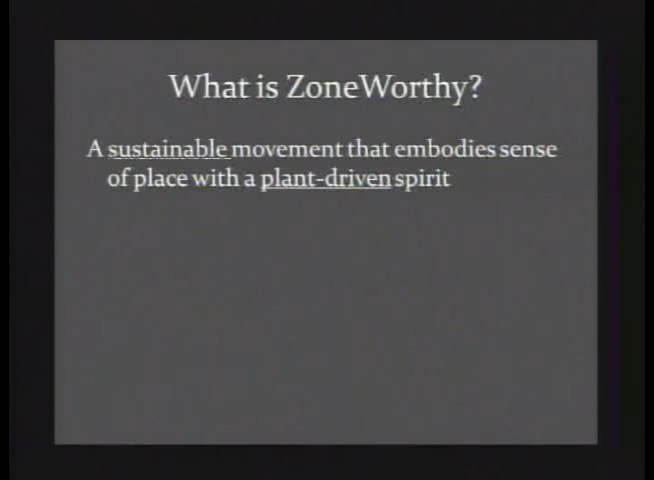 What is ZoneWorthy?
A sustainable movement that embodies sense
of place with a plant-driven spirit